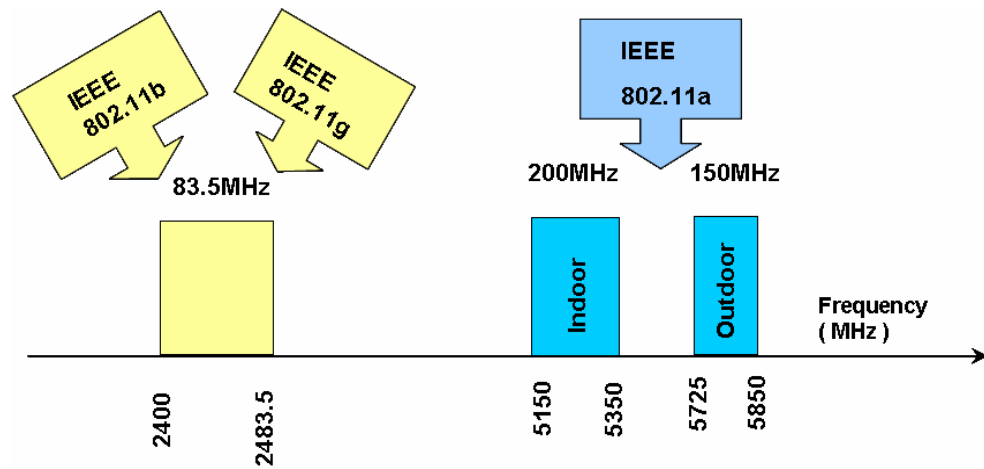 IEEE
802.11b
IEEE
802.11g
IEEE
802.11a
83.5MHz
200MHz
150MHz
Indoor
Outdoor
Frequency
( MHz )
2400
2483.5
5150
5350
5725
5850